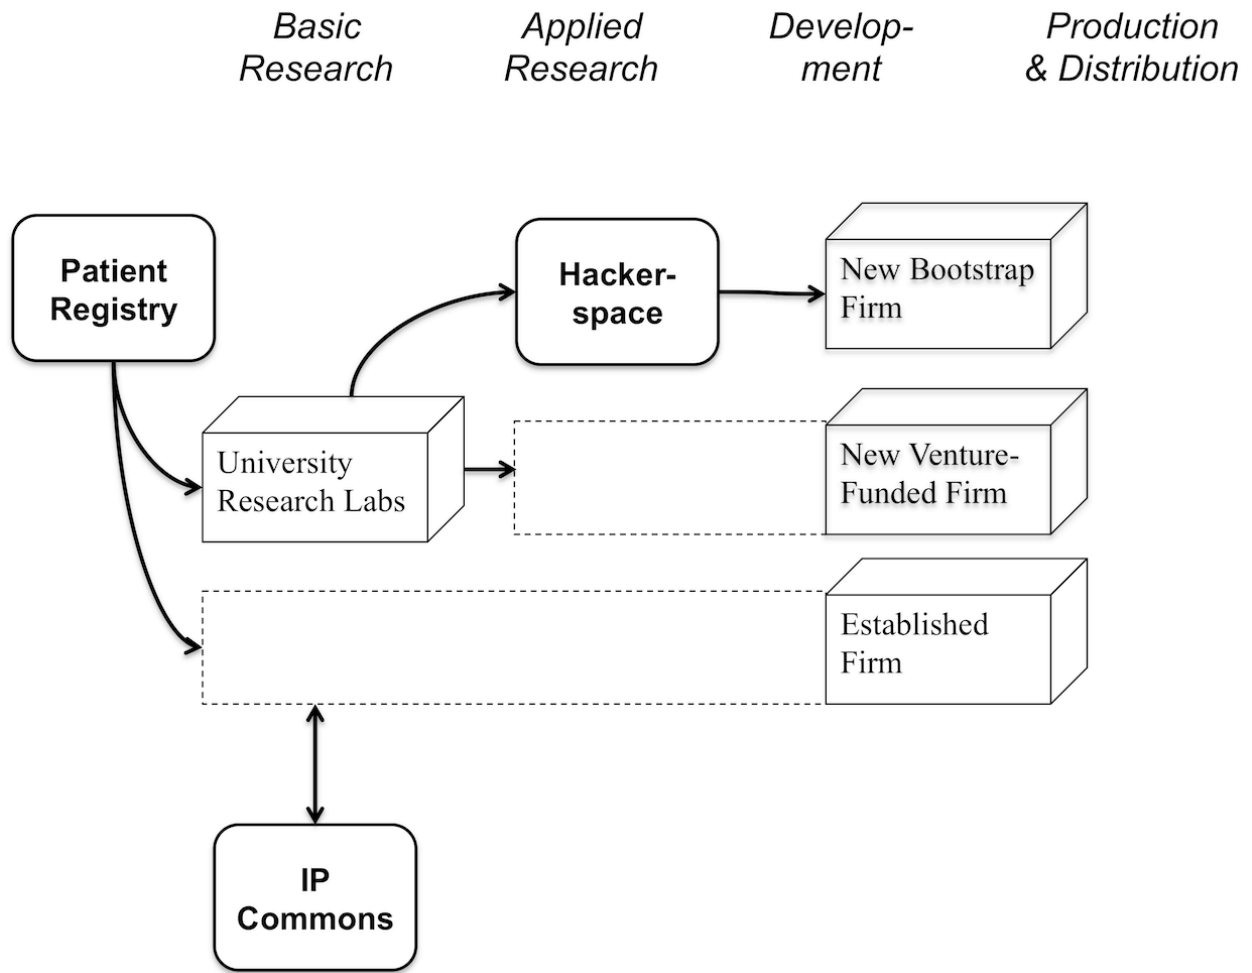 Basic
Research
Applied
Research
Develop-
ment
Production
& Distribution
Patient
Registry
Hacker-
space
New Bootstrap
Firm
University
Research Labs
New Venture-
Funded Firm
Established
Firm
IP
Commons